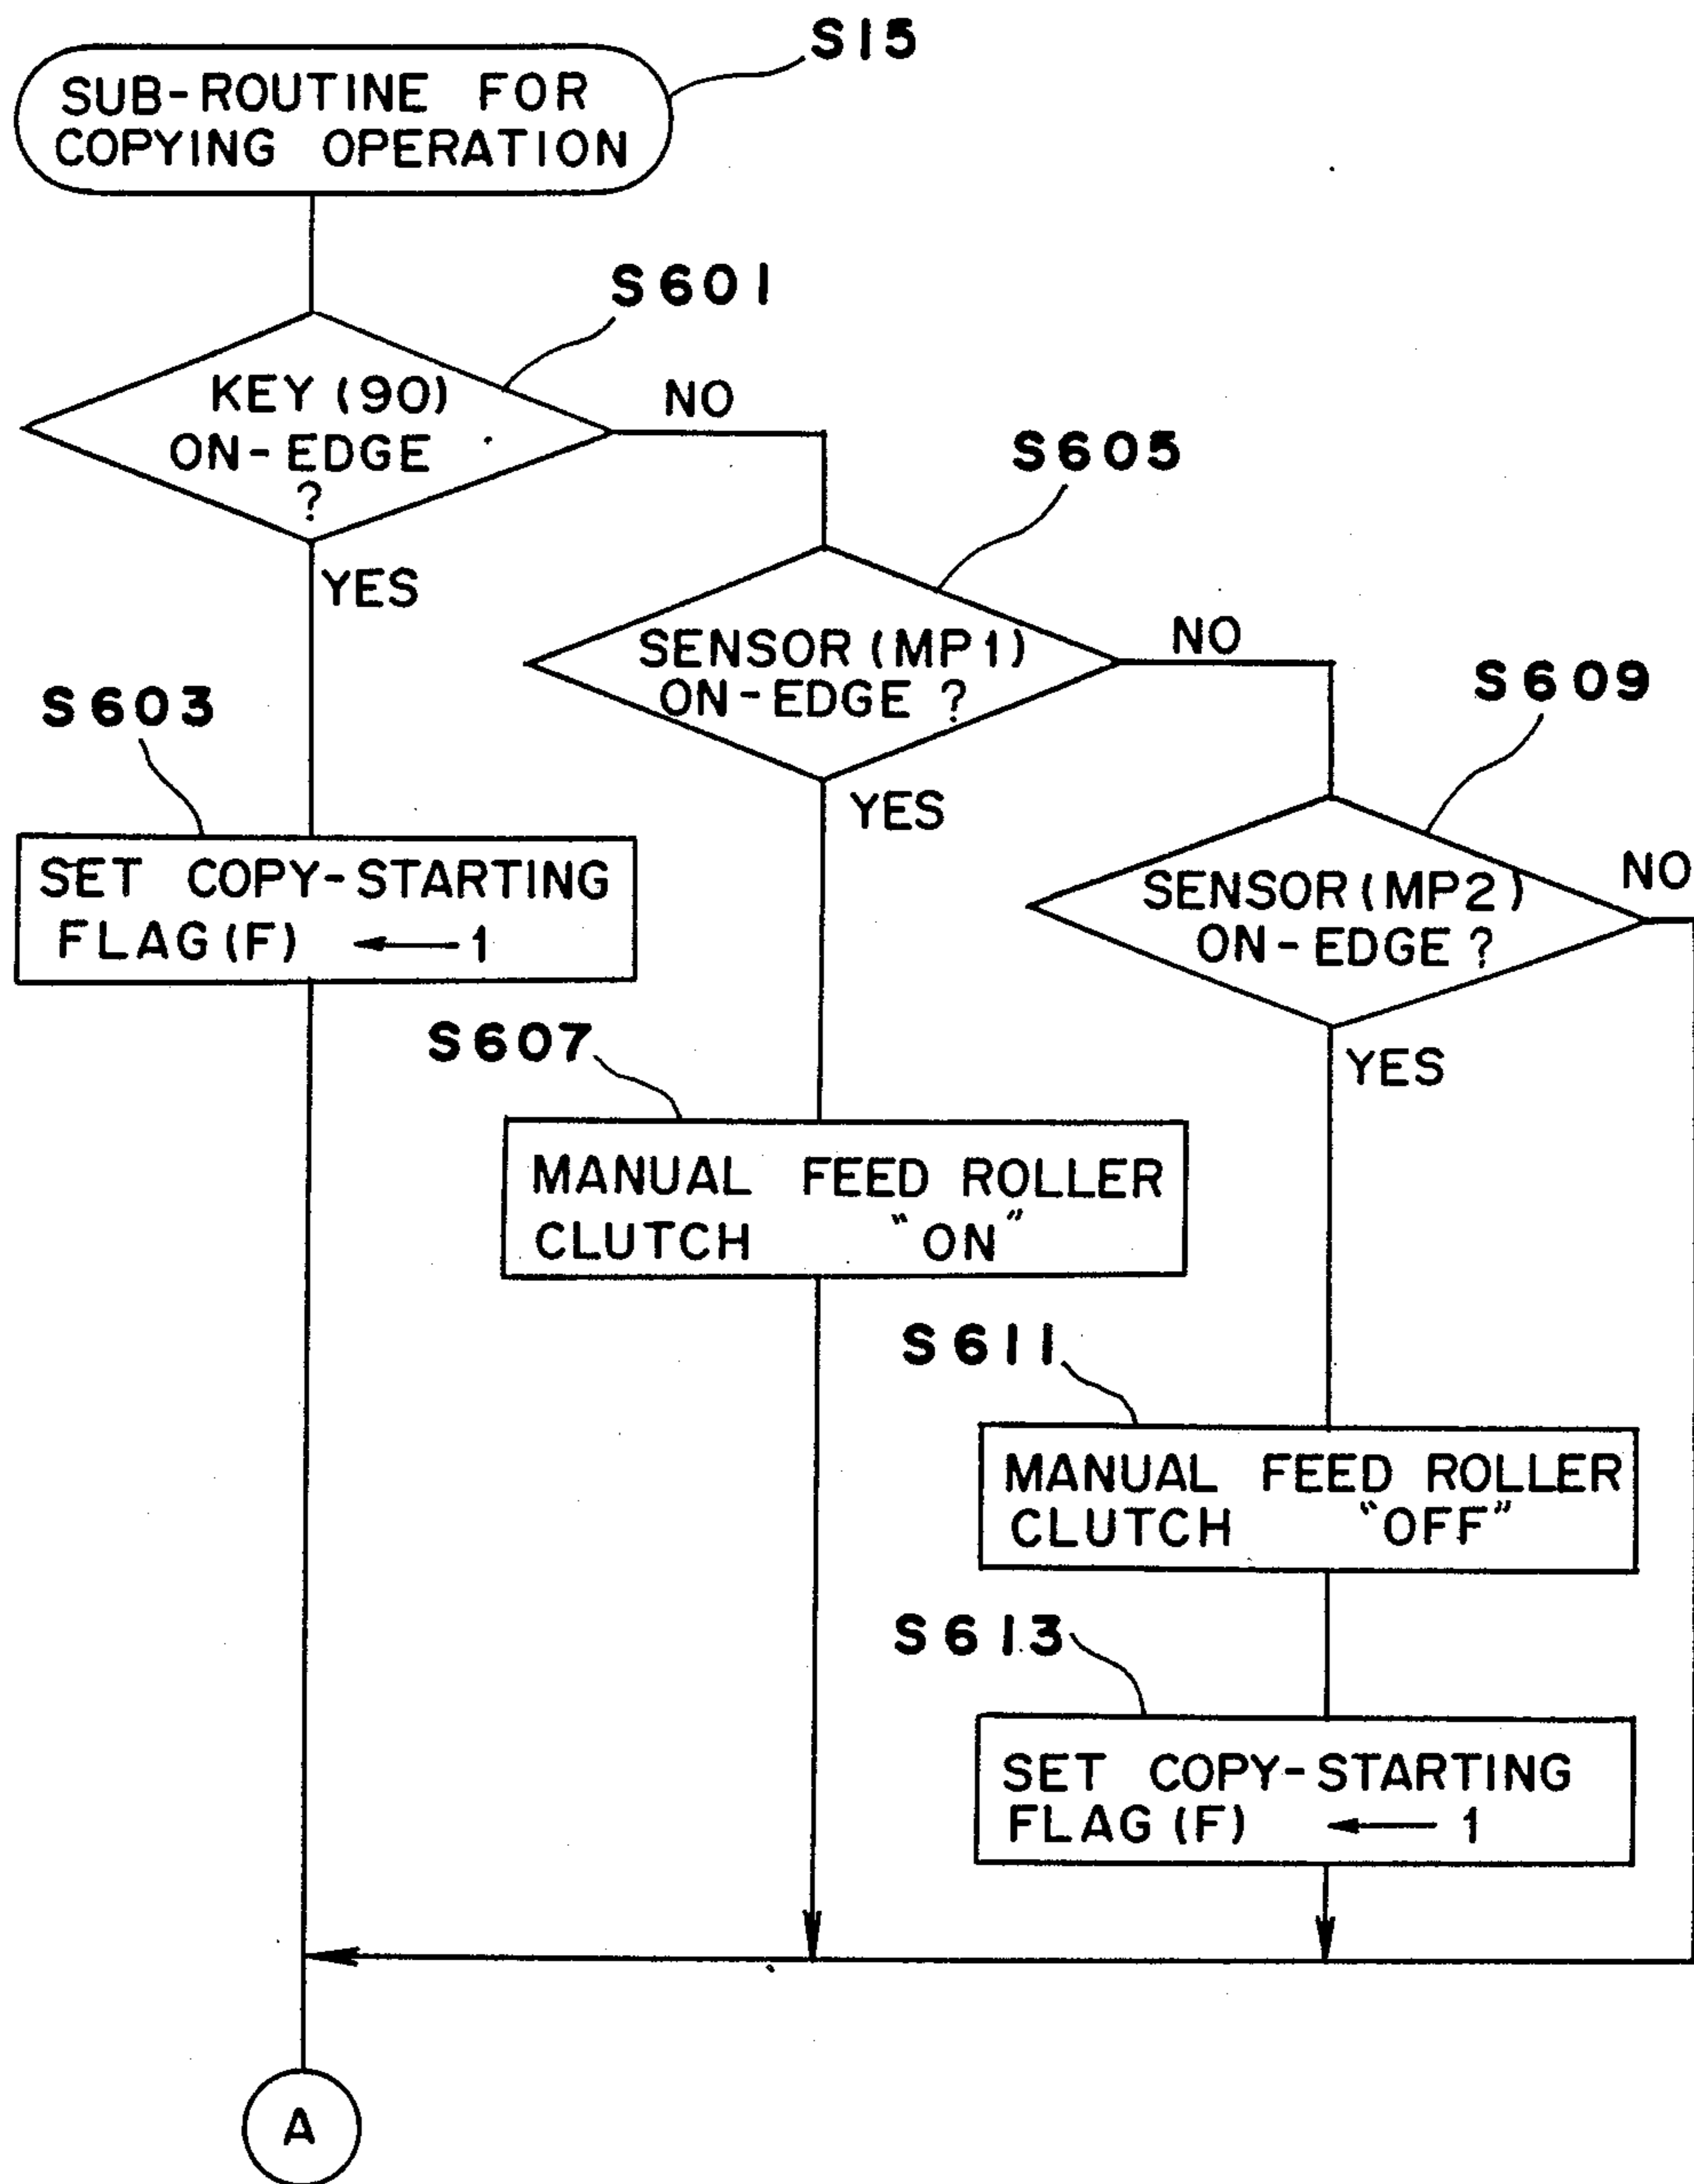 S15
SUB-ROUTINE FOR
COPYING OPERATION
S601
KEY (90)
ON-EDGE
?
NO
YES
S605
SENSOR (MP1)
ON-EDGE ?
NO
YES
S609
SENSOR (MP2)
ON-EDGE ?
NO
YES
S603
SET COPY-STARTING
FLAG (F) ← 1
S607
MANUAL FEED ROLLER
CLUTCH "ON"
S611
MANUAL FEED ROLLER
CLUTCH "OFF"
S613
SET COPY-STARTING
FLAG (F) ← 1
A